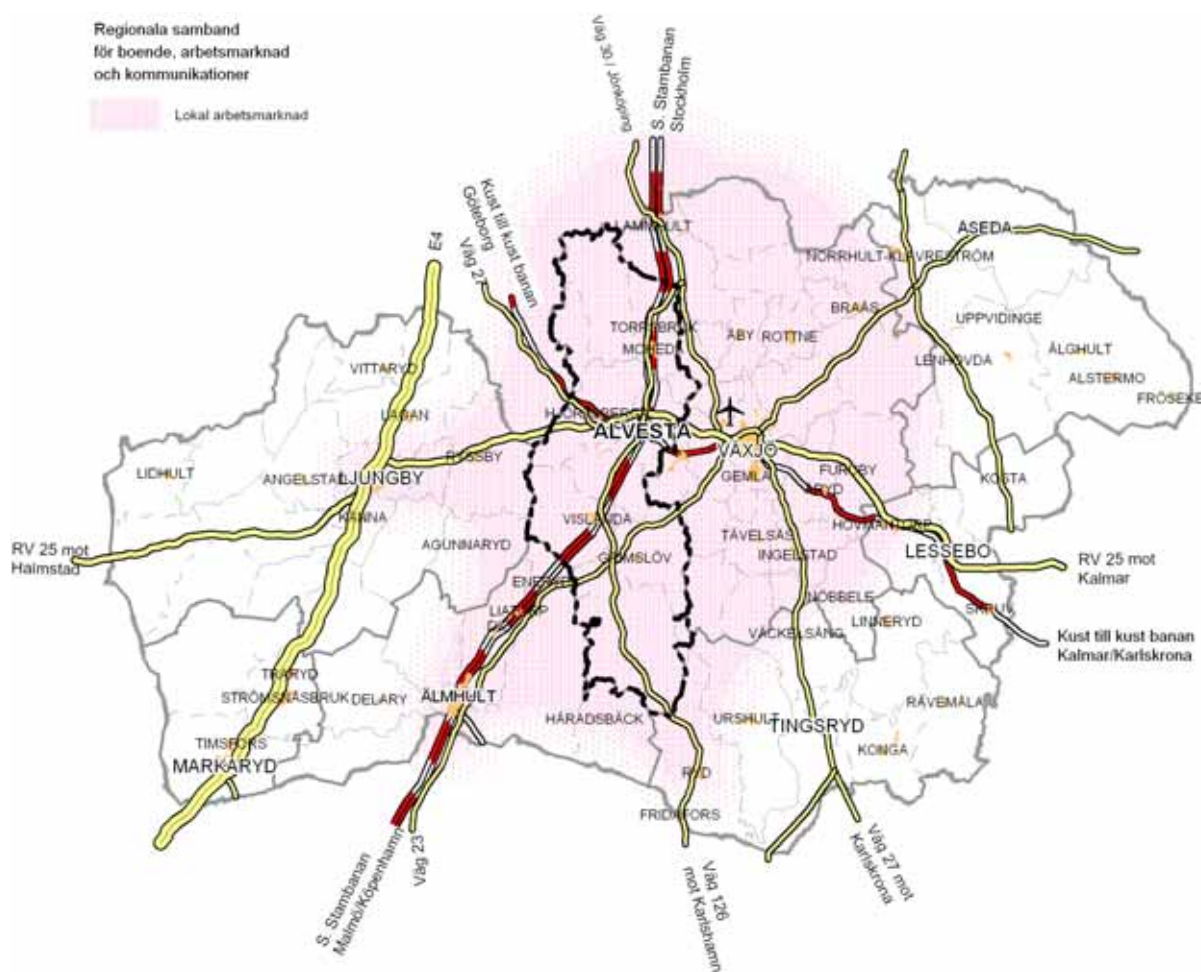 Regionala samband
för boende, arbetsmarknad
och kommunikationer
Lokal arbetsmarknad
Väg 30 / Jönköping
S. Stambanan
Stockholm
Kust till kust banan
Göteborg
Väg 27
E4
LAMMHULT
ÅSEDA
NORRHULT-KLAVRESTRÖM
BRAÅS
UPPVIDINGE
ÅBY
ROTTNE
MOHEDA
LENHOVDA
ÄLGHULT
ALSTERMO
FRÖSEKE
VITTARYD
LAGAN
ALVESTA
VÄXJÖ
LIDHULT
ANGELSTAD
LJUNGBY
RYSSBY
GEMLA
FURUBY
KOSTA
KÅNNA
VISLANDA
HOVMANTORP
AGUNNARYD
GRIMSLÖV
TÄVELSÅS
INGELSTAD
LESSEBO
RV 25 mot
Halmstad
RV 25 mot
Kalmar
NÖBBELE
LINNERYD
VÄCKELSÅNG
Kust till kust banan
Kalmar/Karlskrona
TRARYD
STRÖMSNÄSBRUK
DELARY
ÄLMHULT
HÄRADSBÄCK
URSHULT
TINGSRYD
RÄVEMÅLA
TIMSFORS
MARKARYD
KONGA
RYD
FRIDAFORS
S. Stambanan
Malmö/Köpenhamn
Väg 23
Väg 126
mot Karlshamn
Väg 27 mot
Karlskrona